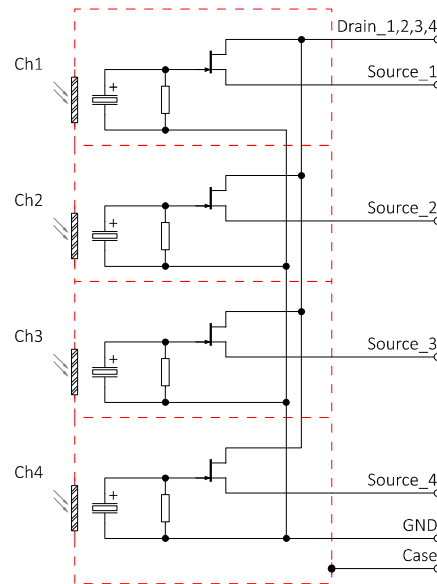 Drain_1,2,3,4
Ch1
Source_1
+
Ch2
Source_2
+
Ch3
Source_3
+
Ch4
Source_4
+
GND
Case